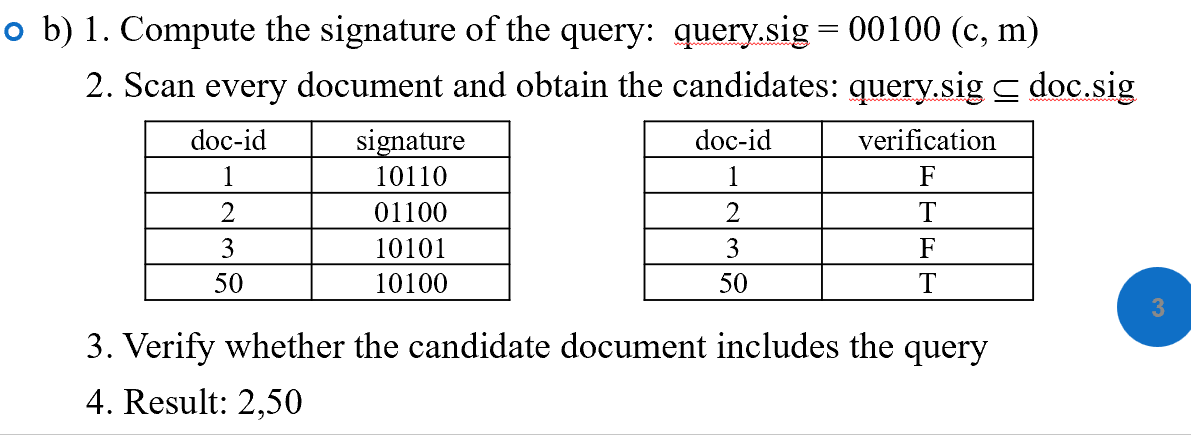 b) 1. Compute the signature of the query: query.sig = 00100 (c, m)
2. Scan every document and obtain the candidates: query.sig ⊆ doc.sig
doc-id signature
1 10110
2 01100
3 10101
50 10100
doc-id verification
1 F
2 T
3 F
50 T
3
3. Verify whether the candidate document includes the query
4. Result: 2,50